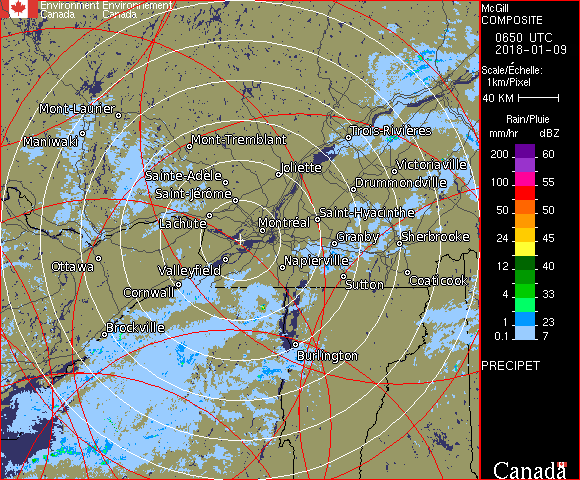 Environment Environnement
Canada Canada
McGill
COMPOSITE
0650 UTC
2018-01-09
Scale/Échelle:
1km/Pixel
40 KM
Rain/Pluie
mm/hr dBZ
200 60
100 55
50 50
24 45
12 40
4 33
1 23
0.1 7
PRECIPET
Canada
Mont-Laurier
Maniwaki
Mont-Tremblant
Trois-Rivières
Joliette
Victoriaville
Sainte-Adèle
Drummondville
Saint-Jérôme
Saint-Hyacinthe
Lachute
Montréal
Granby
Sherbrooke
Ottawa
Valleyfield
Napierville
Cornwall
Sutton
Coaticook
Brockville
Burlington